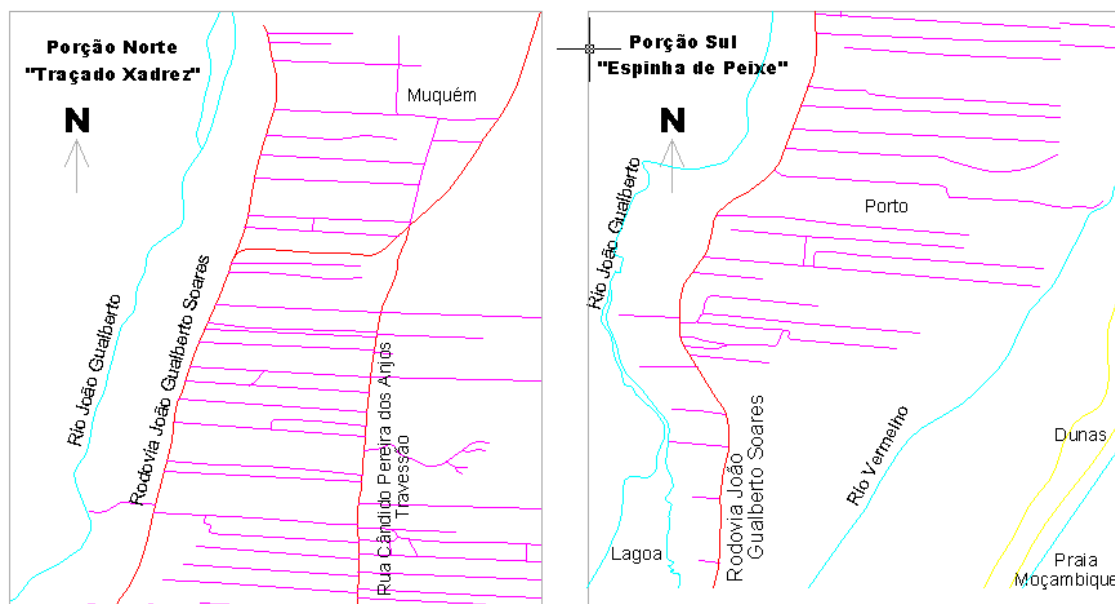 Porção Norte
"Traçado Xadrez"
N
Muquém
Rio João Gualberto
Rodovia João Gualberto Soares
Rua Cândido Pereira dos Anjos
Travessão
Porção Sul
"Espinha de Peixe"
N
Rio João Gualberto
Porto
Rodovia João
Gualberto Soares
Rio Vermelho
Dunas
Lagoa
Praia
Moçambique